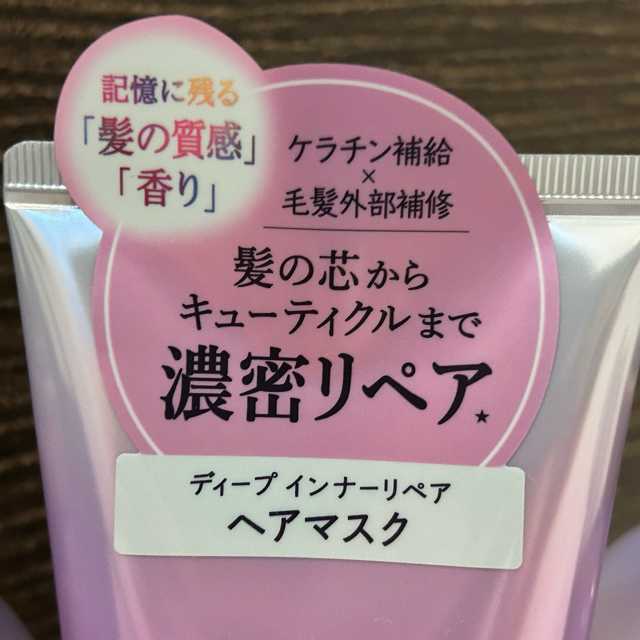 記憶に残る
「髪の質感」
「香り」
ケラチン補給
×
毛髪外部補修
髪の芯から
キューティクルまで
濃密リペア★
ディープ インナーリペア
ヘアマスク